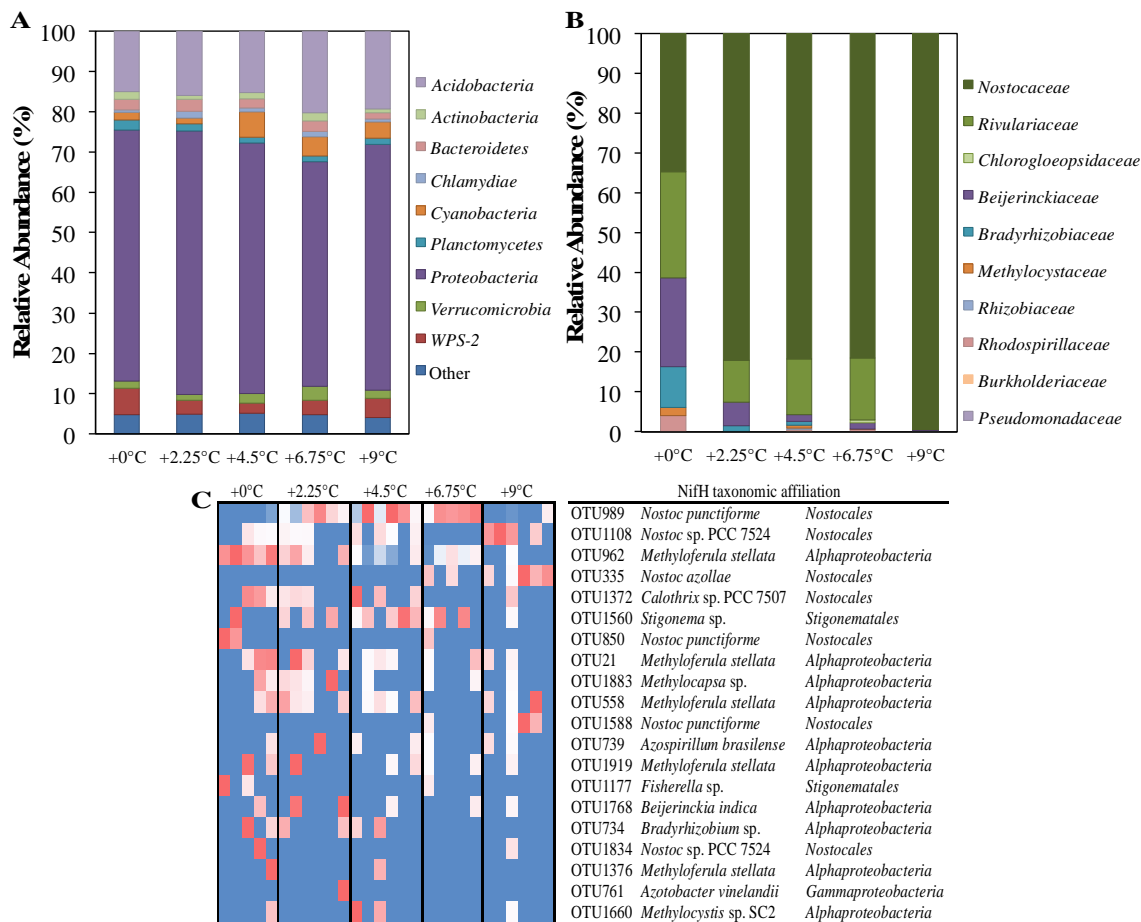 A
Relative Abundance (%)
100
90
80
70
60
50
40
30
20
10
0
+0°C +2.25°C +4.5°C +6.75°C +9°C
Acidobacteria
Actinobacteria
Bacteroidetes
Chlamydiae
Cyanobacteria
Planctomycetes
Proteobacteria
Verrucomicrobia
WPS-2
Other
B
Relative Abundance (%)
100
90
80
70
60
50
40
30
20
10
0
+0°C +2.25°C +4.5°C +6.75°C +9°C
Nostocaceae
Rivulariaceae
Chlorogloeopsidaceae
Beijerinckiaceae
Bradyrhizobiaceae
Methylocystaceae
Rhizobiaceae
Rhodospirillaceae
Burkholderiaceae
Pseudomonadaceae
C
+0°C +2.25°C +4.5°C +6.75°C +9°C
NifH taxonomic affiliation
OTU989 Nostoc punctiforme Nostocales
OTU1108 Nostoc sp. PCC 7524 Nostocales
OTU962 Methyloferula stellata Alphaproteobacteria
OTU335 Nostoc azollae Nostocales
OTU1372 Calothrix sp. PCC 7507 Nostocales
OTU1560 Stigonema sp. Stigonematales
OTU850 Nostoc punctiforme Nostocales
OTU21 Methyloferula stellata Alphaproteobacteria
OTU1883 Methylocapsa sp. Alphaproteobacteria
OTU558 Methyloferula stellata Alphaproteobacteria
OTU1588 Nostoc punctiforme Nostocales
OTU739 Azospirillum brasilense Alphaproteobacteria
OTU1919 Methyloferula stellata Alphaproteobacteria
OTU1177 Fisherella sp. Stigonematales
OTU1768 Beijerinckia indica Alphaproteobacteria
OTU734 Bradyrhizobium sp. Alphaproteobacteria
OTU1834 Nostoc sp. PCC 7524 Nostocales
OTU1376 Methyloferula stellata Alphaproteobacteria
OTU761 Azotobacter vinelandii Gammaproteobacteria
OTU1660 Methylocystis sp. SC2 Alphaproteobacteria